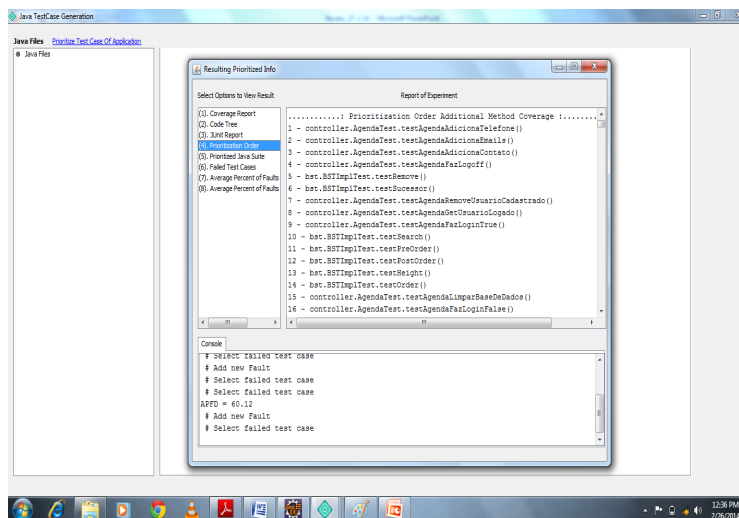 Java TestCase Generation
Java Files Prioritize Test Case Of Application
Java Files
Resulting Prioritized Info
Select Options to View Result
Report of Experiment
(1). Coverage Report
(2). Code Tree
(3). JUnit Report
(4). Prioritization Order
(5). Prioritized Java Suite
(6). Failed Test Cases
(7). Average Percent of Faults
(8). Average Percent of Faults
............: Prioritization Order Additional Method Coverage :........
1 - controller.AgendaTest.testAgendaAdicionaTelefone()
2 - controller.AgendaTest.testAgendaAdicionaEmails()
3 - controller.AgendaTest.testAgendaAdicionaContato()
4 - controller.AgendaTest.testAgendaFazLogoff()
5 - bst.BSTImplTest.testRemove()
6 - bst.BSTImplTest.testSucessor()
7 - controller.AgendaTest.testAgendaRemoveUsuarioCadastrado()
8 - controller.AgendaTest.testAgendaGetUsuarioLogado()
9 - controller.AgendaTest.testAgendaFazLoginTrue()
10 - bst.BSTImplTest.testSearch()
11 - bst.BSTImplTest.testPreOrder()
12 - bst.BSTImplTest.testPostOrder()
13 - bst.BSTImplTest.testHeight()
14 - bst.BSTImplTest.testOrder()
15 - controller.AgendaTest.testAgendaLimparBaseDeDados()
16 - controller.AgendaTest.testAgendaFazLoginFalse()
Console
# Select failed test case
# Add new Fault
# Select failed test case
# Select failed test case
APFD = 60.12
# Add new Fault
# Select failed test case
12:36 PM
2/26/2014